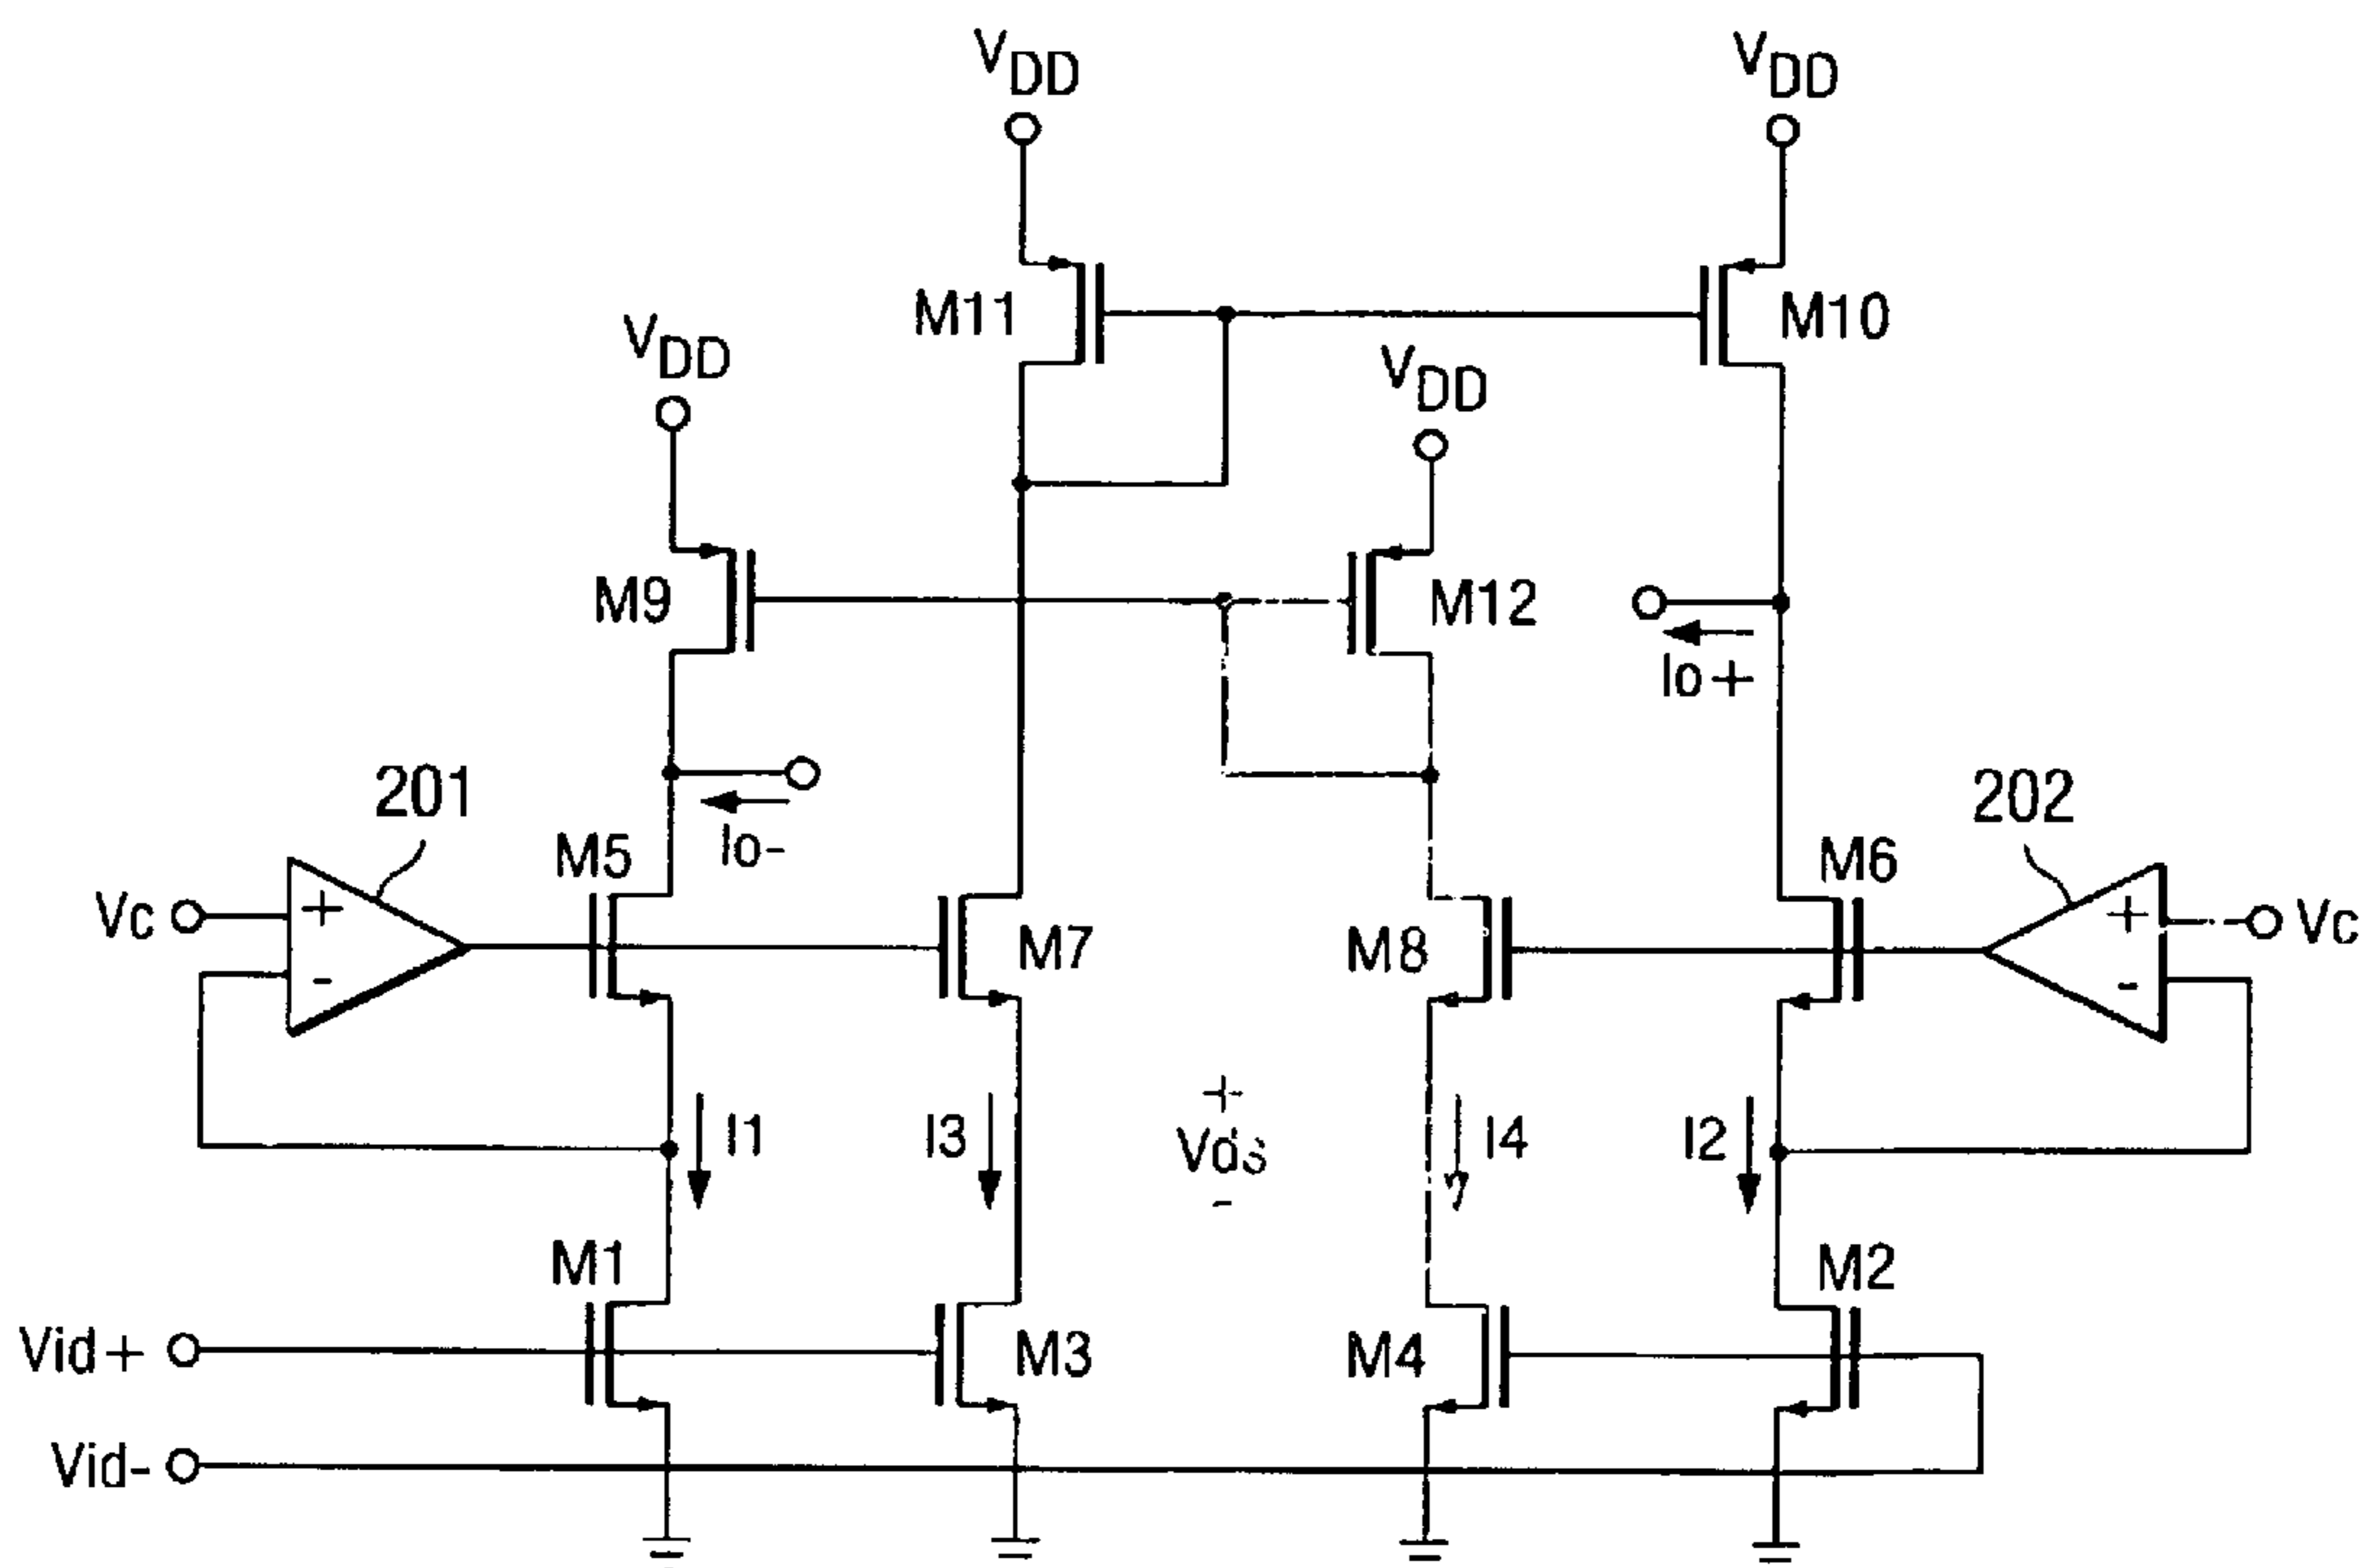 VDD
VDD
M11
M10
VDD
VDD
M9
M12
Io+
201
202
Io-
M5
M6
Vc
+
-
M7
M8
+
-
Vc
I1
I3
+
Vds
-
I4
I2
M1
M2
Vid+
M3
M4
Vid-